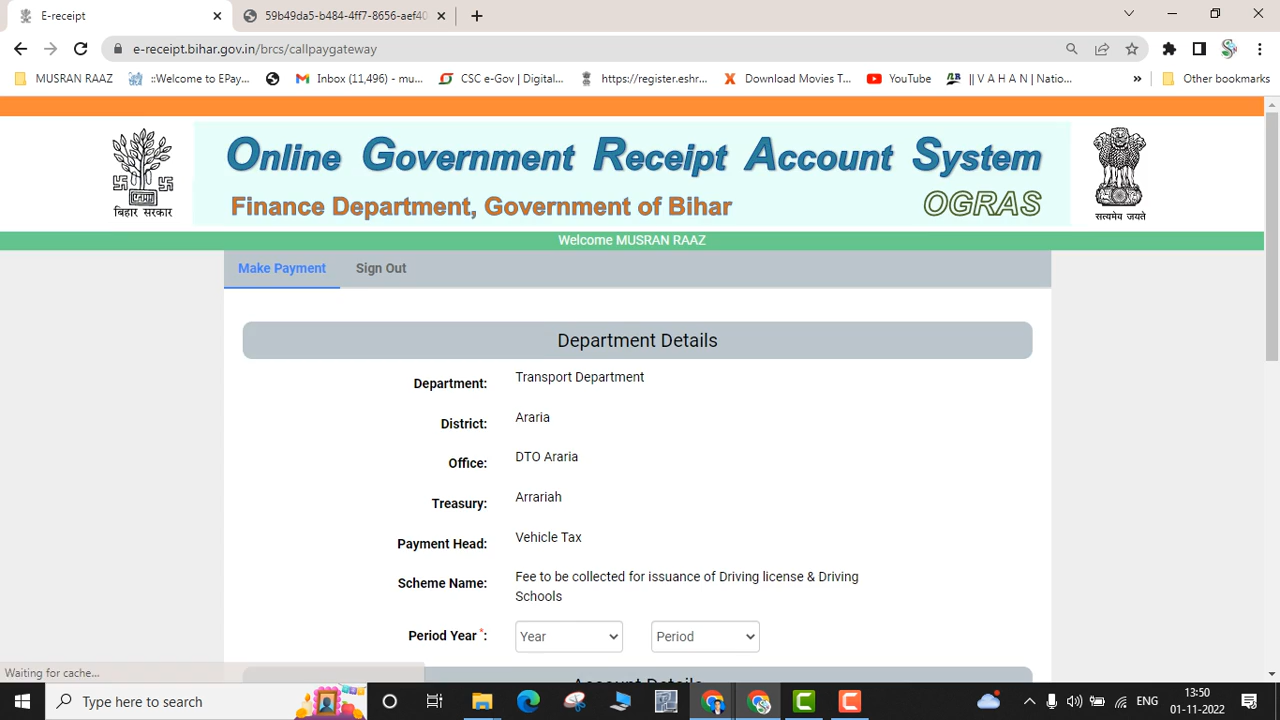 E-receipt
59b49da5-b484-4ff7-8656-aef40
e-receipt.bihar.gov.in/brcs/callpaygateway
MUSRAN RAAZ
::Welcome to EPay...
Inbox (11,496) - mu...
CSC e-Gov | Digital...
https://register.eshr...
Download Movies T...
YouTube
|| V A H A N | Natio...
»
Other bookmarks
बिहार सरकार
Online Government Receipt Account System
Finance Department, Government of Bihar
OGRAS
सत्यमेव जयते
Welcome MUSRAN RAAZ
Make Payment
Sign Out
Department Details
Department: Transport Department
District: Araria
Office: DTO Araria
Treasury: Arrariah
Payment Head: Vehicle Tax
Scheme Name: Fee to be collected for issuance of Driving license & Driving
Schools
Period Year *: Year Period
Account Details
Waiting for cache...
Type here to search
ENG
13:50
01-11-2022